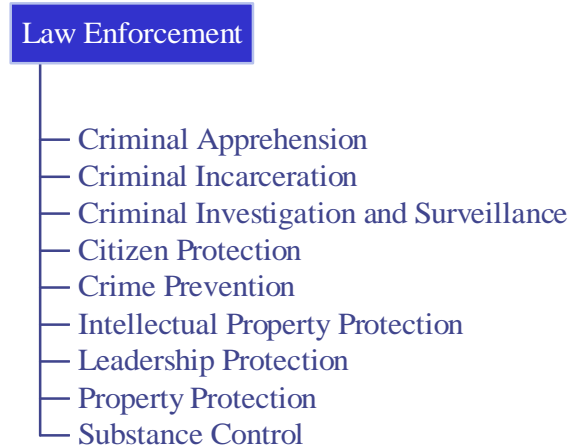 Law Enforcement
Criminal Apprehension
Criminal Incarceration
Criminal Investigation and Surveillance
Citizen Protection
Crime Prevention
Intellectual Property Protection
Leadership Protection
Property Protection
Substance Control